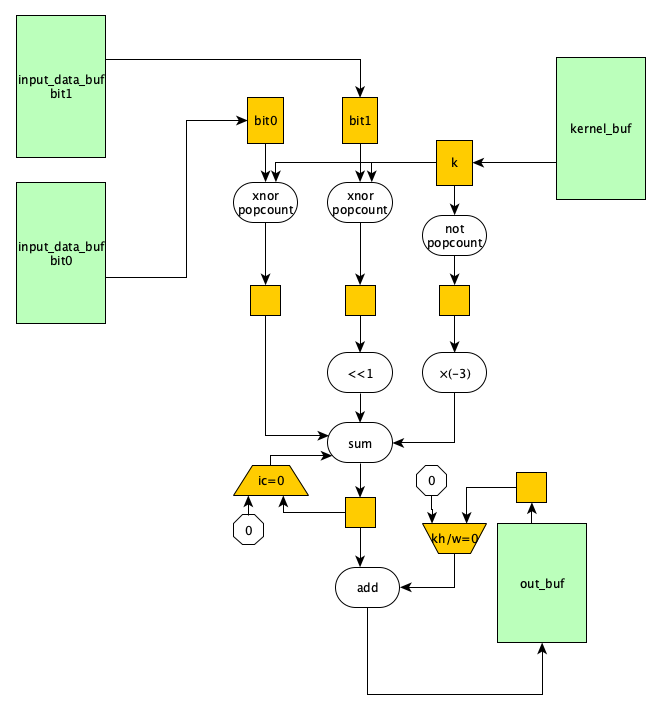 input_data_buf
bit1
kernel_buf
bit0
bit1
k
xnor
popcount
xnor
popcount
not
popcount
input_data_buf
bit0
<<1
×(−3)
sum
ic=0
0
0
kh/w=0
add
out_buf